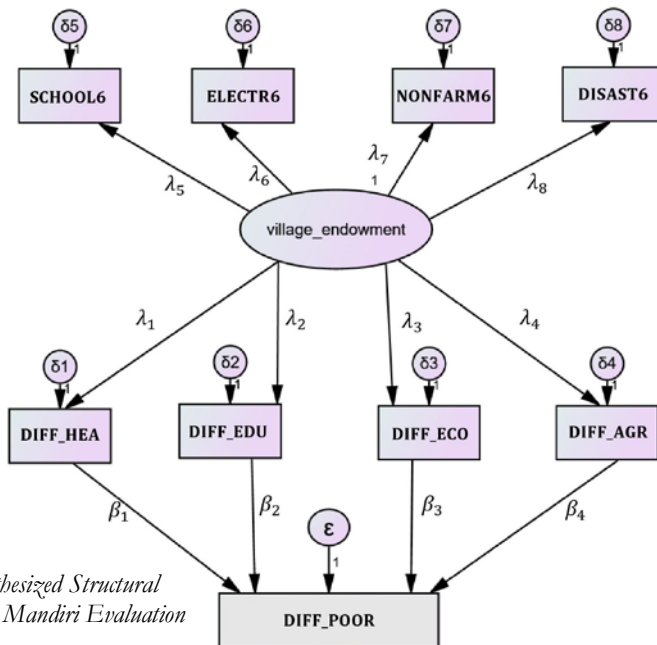 δ5 δ6 δ7 δ8
1 1 1 1
SCHOOL6 ELECTR6 NONFARM6 DISAST6
λ5 λ6 λ7 λ8
1
village_endowment
λ1 λ2 λ3 λ4
δ1 δ2 δ3 δ4
1 1 1 1
DIFF_HEA DIFF_EDU DIFF_ECO DIFF_AGR
β1 β2 β3 β4
ε
1
hesized Structural
Mandiri Evaluation
DIFF_POOR